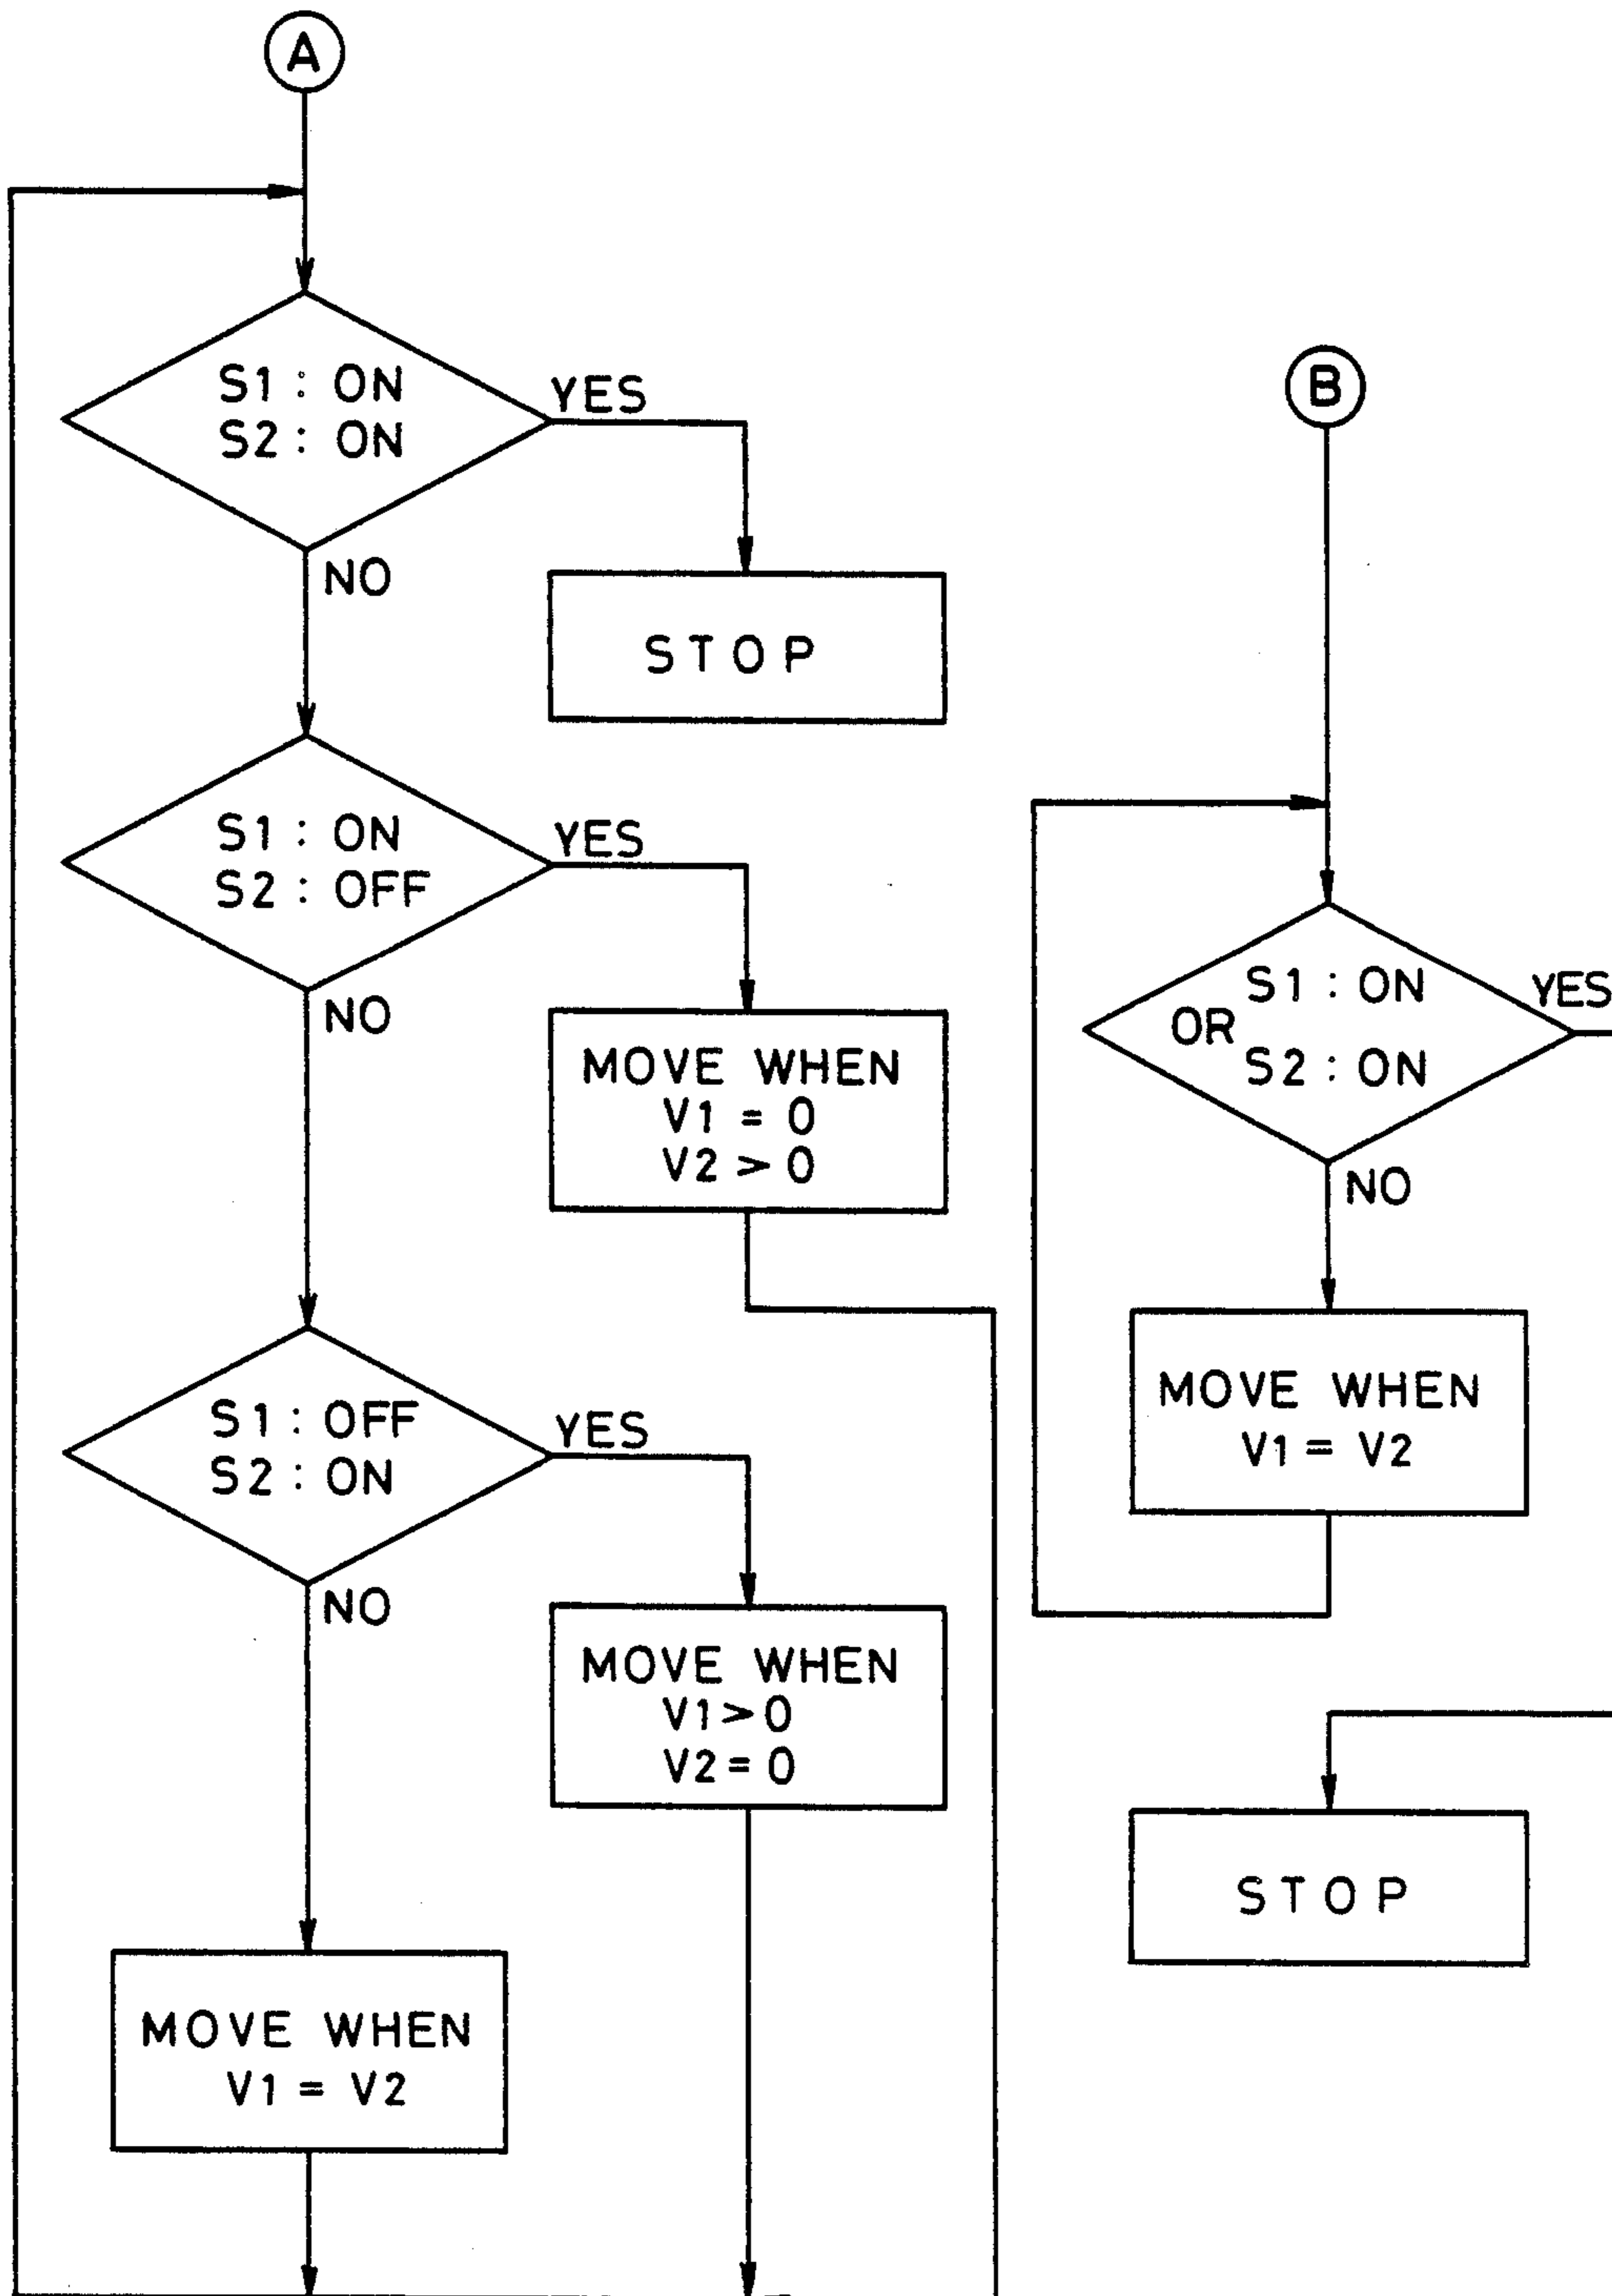 A
S1 : ON
S2 : ON
YES
NO
STOP
S1 : ON
S2 : OFF
YES
NO
MOVE WHEN
V1 = 0
V2 > 0
S1 : OFF
S2 : ON
YES
NO
MOVE WHEN
V1 > 0
V2 = 0
MOVE WHEN
V1 = V2
B
S1 : ON
OR
S2 : ON
YES
NO
MOVE WHEN
V1 = V2
STOP